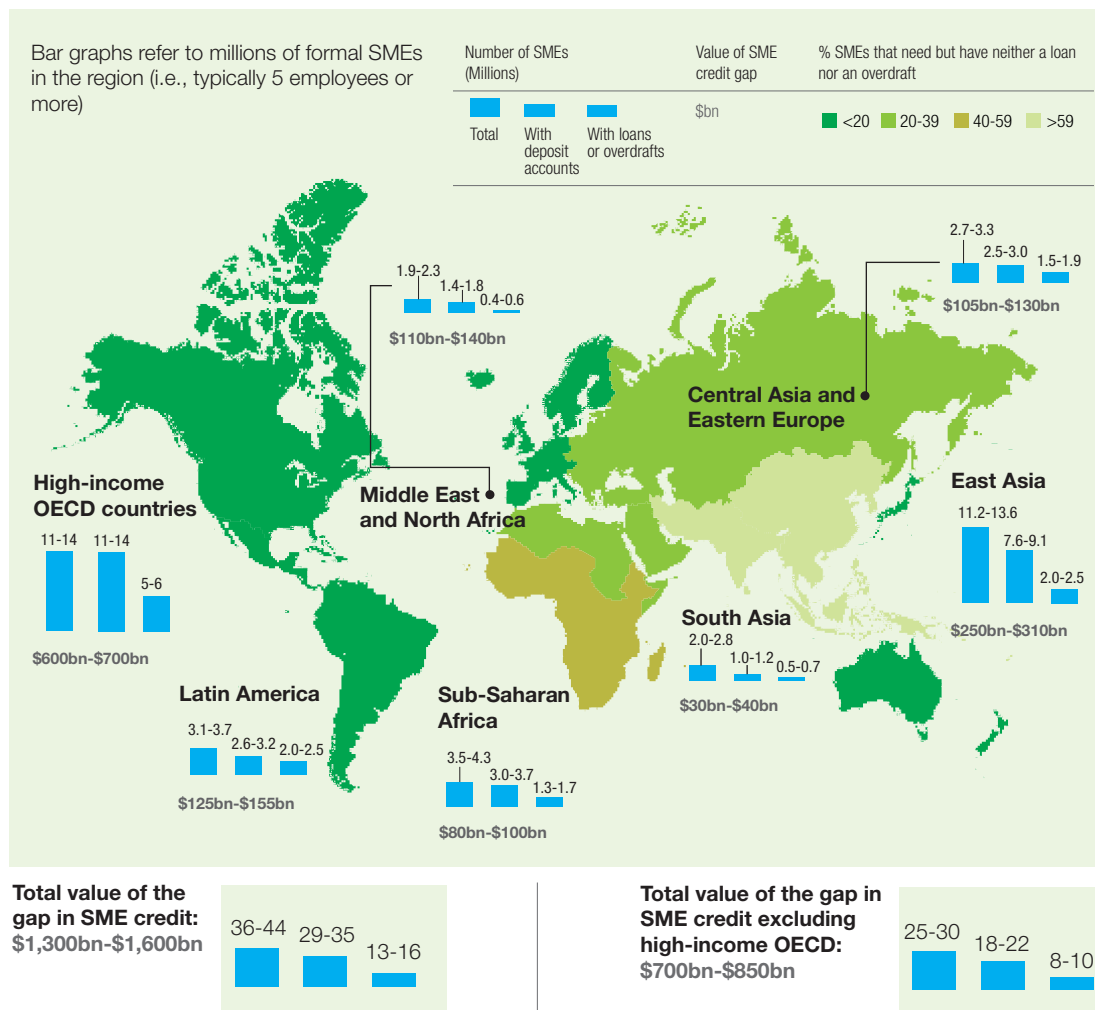 Bar graphs refer to millions of formal SMEs
in the region (i.e., typically 5 employees or
more)
Number of SMEs
(Millions)
Total
With
deposit
accounts
With loans
or overdrafts
Value of SME
credit gap
$bn
% SMEs that need but have neither a loan
nor an overdraft
<20 20-39 40-59 >59
1.9-2.3
1.4-1.8
0.4-0.6
$110bn-$140bn
Middle East
and North Africa
2.7-3.3
2.5-3.0
1.5-1.9
$105bn-$130bn
Central Asia and
Eastern Europe
High-income
OECD countries
11-14 11-14
5-6
$600bn-$700bn
East Asia
11.2-13.6
7.6-9.1
2.0-2.5
$250bn-$310bn
South Asia
2.0-2.8
1.0-1.2 0.5-0.7
$30bn-$40bn
Latin America
3.1-3.7
2.6-3.2 2.0-2.5
$125bn-$155bn
Sub-Saharan
Africa
3.5-4.3
3.0-3.7
1.3-1.7
$80bn-$100bn
Total value of the
gap in SME credit:
$1,300bn-$1,600bn
36-44
29-35
13-16
Total value of the gap in
SME credit excluding
high-income OECD:
$700bn-$850bn
25-30
18-22
8-10